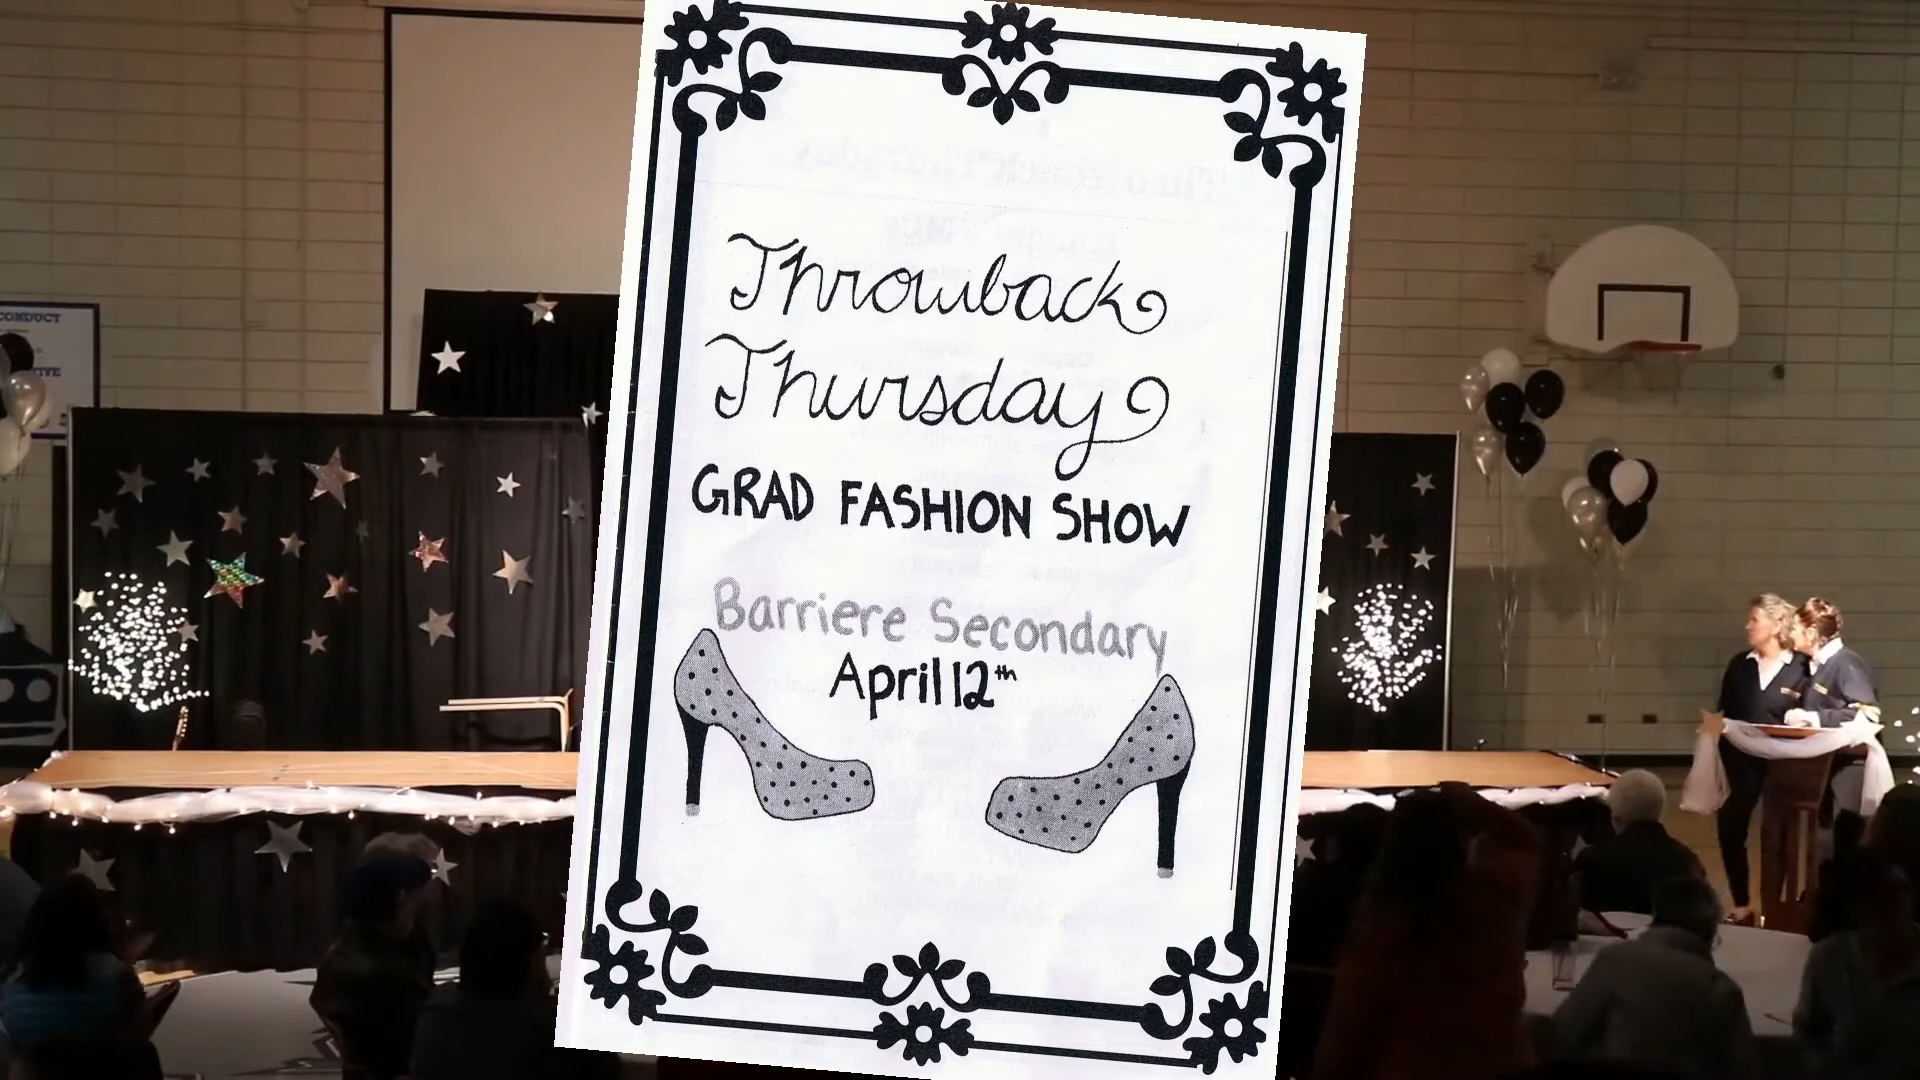 CONDUCT
Throwback
Thursday
GRAD FASHION SHOW
Barriere Secondary
April 12th